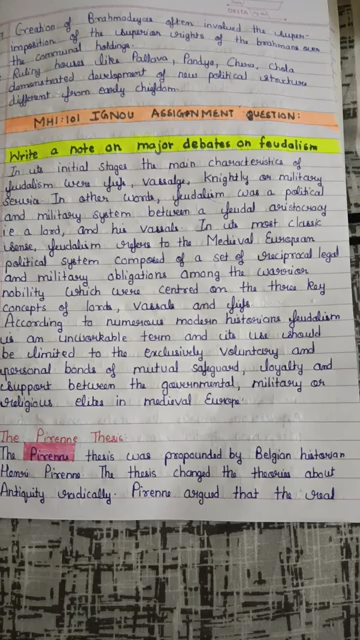 Creation of Brahmadeyas often involved the super-
imposition of the superior rights of the brahmans over
the communal holdings.
Ruling houses like Pallava, Pandya, Chera, Chola
demonstrated development of new political structure
different from early chiefdom.
MHI:101 IGNOU ASSIGNMENT QUESTION:
Write a note on major debates on feudalism
In its initial stages the main characteristics of
feudalism were fiefs, vassalage, knightly or military
service. In other words, feudalism was a political
and military system between a feudal aristocracy
i.e a lord, and his vassals. In its most classic
sense, feudalism refers to the Medieval European
political system composed of a set of reciprocal legal
and military obligations among the warrior
nobility which were centred on the three key
concepts of lords, vassals and fiefs
According to numerous modern historians feudalism
is an unworkable term and its use should
be limited to the exclusively voluntary and
personal bonds of mutual safeguard, loyalty and
support between the governmental, military or
religious elites in medieval Europe.
The Pirenne Thesis
The Pirenne thesis was propounded by Belgian historian
Henri Pirenne. The thesis changed the theories about
Antiquity radically. Pirenne argued that the real